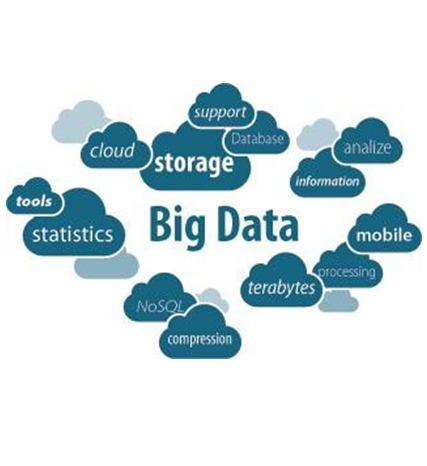 support
Database
cloud
storage
analize
information
tools
statistics
Big Data
mobile
processing
terabytes
NoSQL
compression